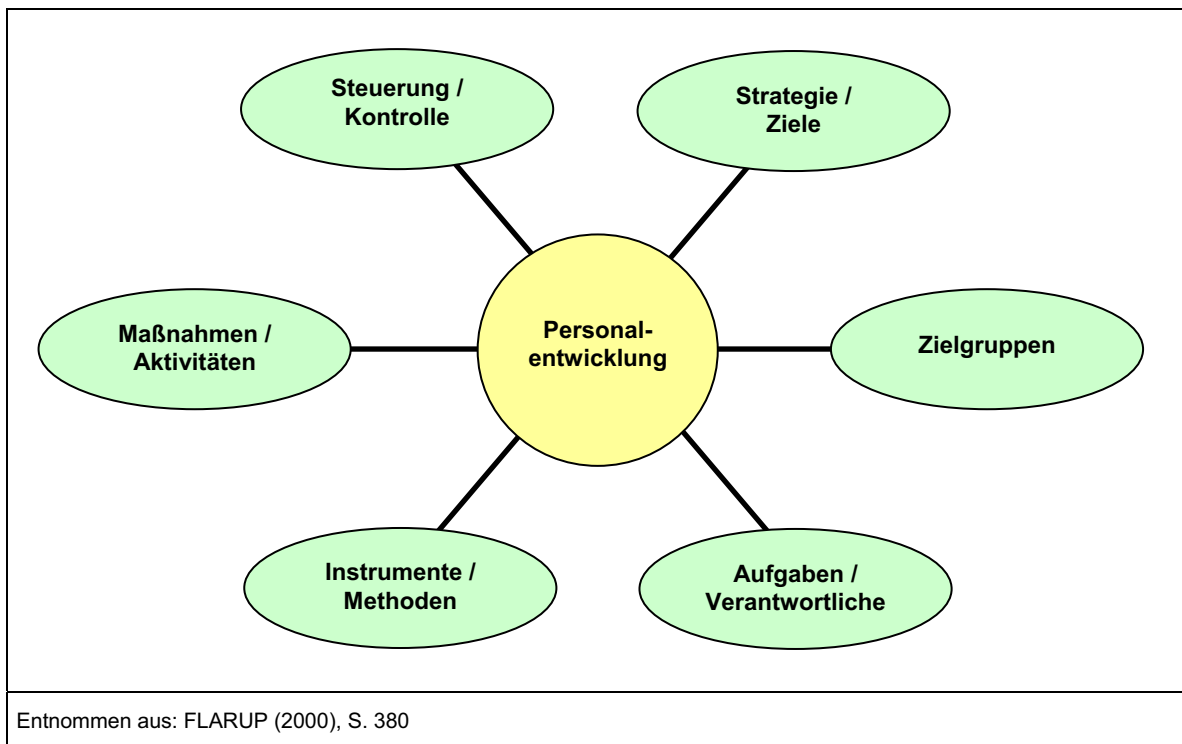 Steuerung /
Kontrolle
Strategie /
Ziele
Maßnahmen /
Aktivitäten
Personal-
entwicklung
Zielgruppen
Instrumente /
Methoden
Aufgaben /
Verantwortliche
Entnommen aus: FLARUP (2000), S. 380